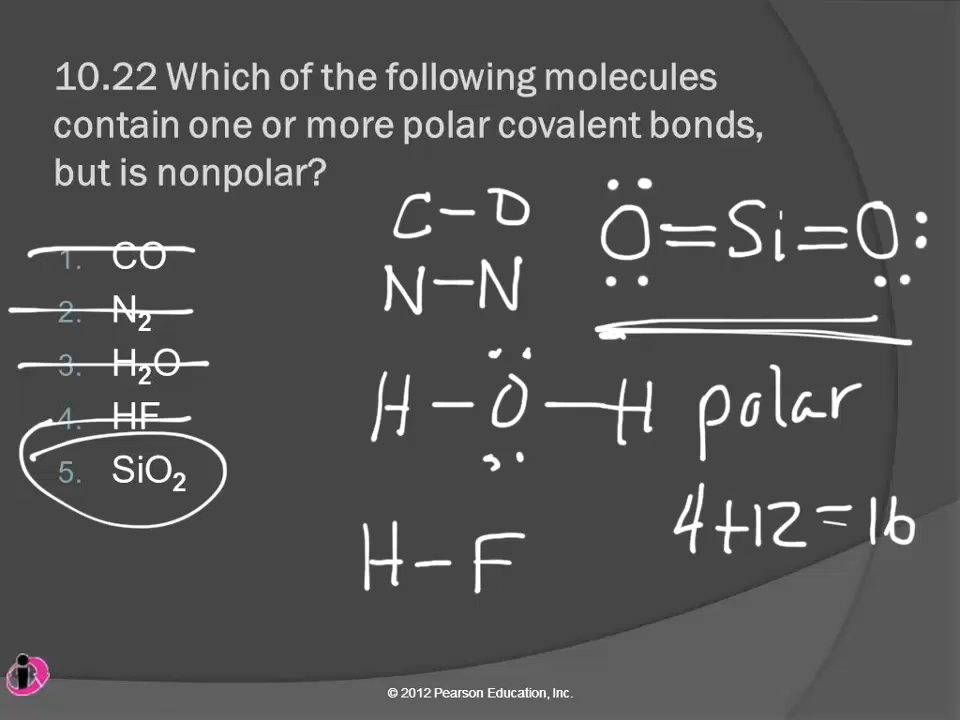 10.22 Which of the following molecules
contain one or more polar covalent bonds,
but is nonpolar?
1. CO
2. N₂
3. H₂O
4. HF
5. SiO₂
C-O
N-N
H-O-H polar
H-F
O=Si=O
4+12=16
© 2012 Pearson Education, Inc.